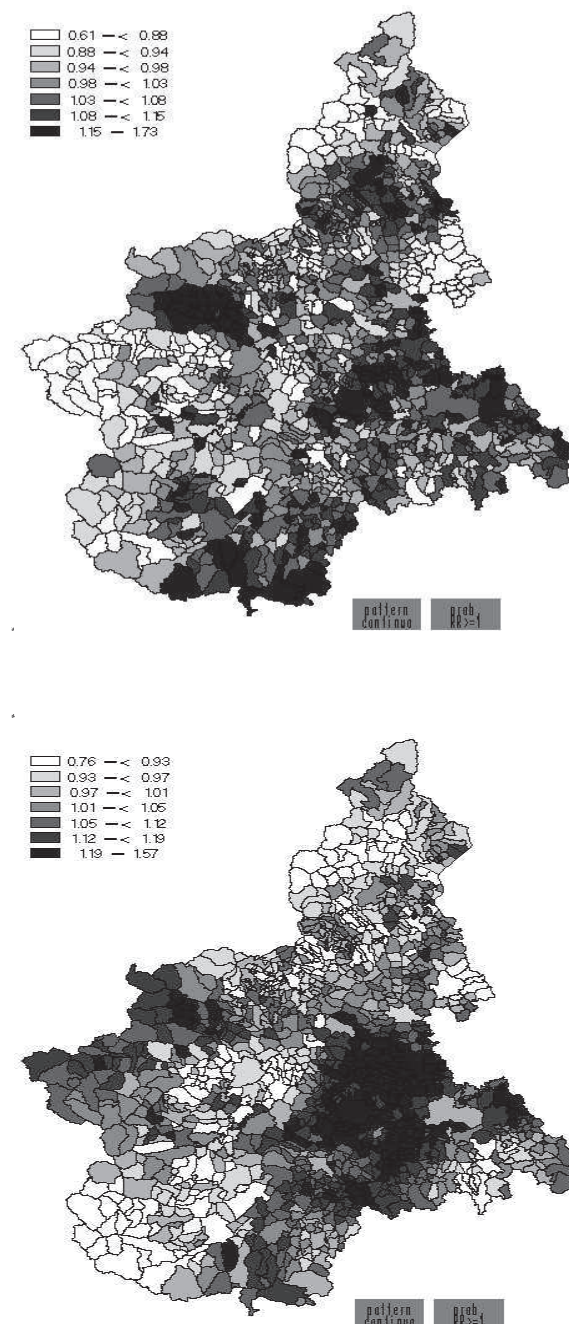 0.61 — < 0.88
0.88 — < 0.94
0.94 — < 0.98
0.98 — < 1.03
1.03 — < 1.08
1.08 — < 1.15
1.15 — 1.73
pattern continuo
prob. RR>=1
0.76 — < 0.93
0.93 — < 0.97
0.97 — < 1.01
1.01 — < 1.05
1.05 — < 1.12
1.12 — < 1.19
1.19 — 1.57
pattern continuo
prob. RR>=1